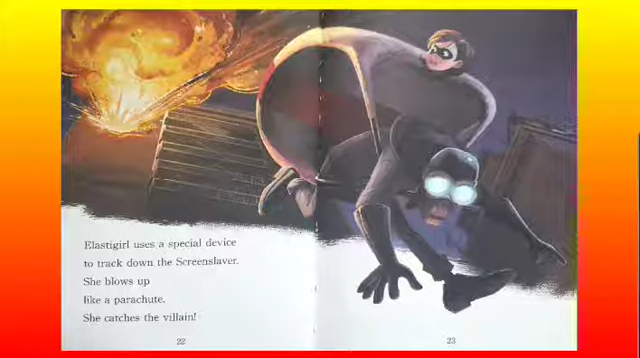 Elastigirl uses a special device
to track down the Screenslaver.
She blows up
like a parachute.
She catches the villain!
22
23